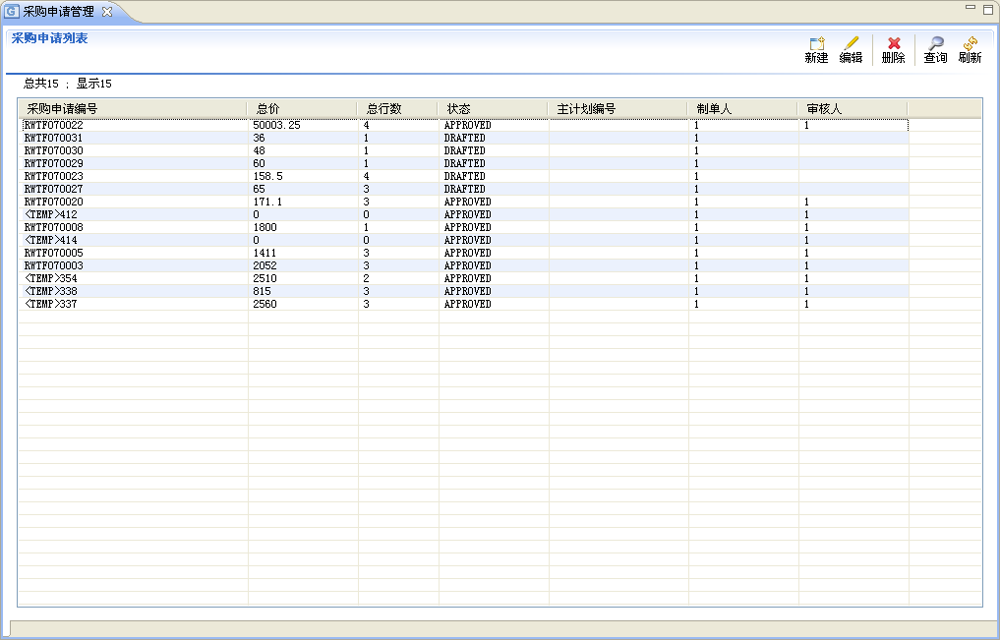 采购申请管理
采购申请列表
新建 编辑 删除 查询 刷新
总共15 ; 显示15
采购申请编号 总价 总行数 状态 主计划编号 制单人 审核人
RWTF070022 50003.25 4 APPROVED 1 1
RWTF070031 36 1 DRAFTED 1
RWTF070030 48 1 DRAFTED 1
RWTF070029 60 1 DRAFTED 1
RWTF070023 158.5 4 DRAFTED 1
RWTF070027 65 3 DRAFTED 1
RWTF070020 171.1 3 APPROVED 1 1
<TEMP>412 0 0 APPROVED 1 1
RWTF070008 1800 1 APPROVED 1 1
<TEMP>414 0 0 APPROVED 1 1
RWTF070005 1411 3 APPROVED 1 1
RWTF070003 2052 3 APPROVED 1 1
<TEMP>354 2510 2 APPROVED 1 1
<TEMP>338 815 3 APPROVED 1 1
<TEMP>337 2560 3 APPROVED 1 1